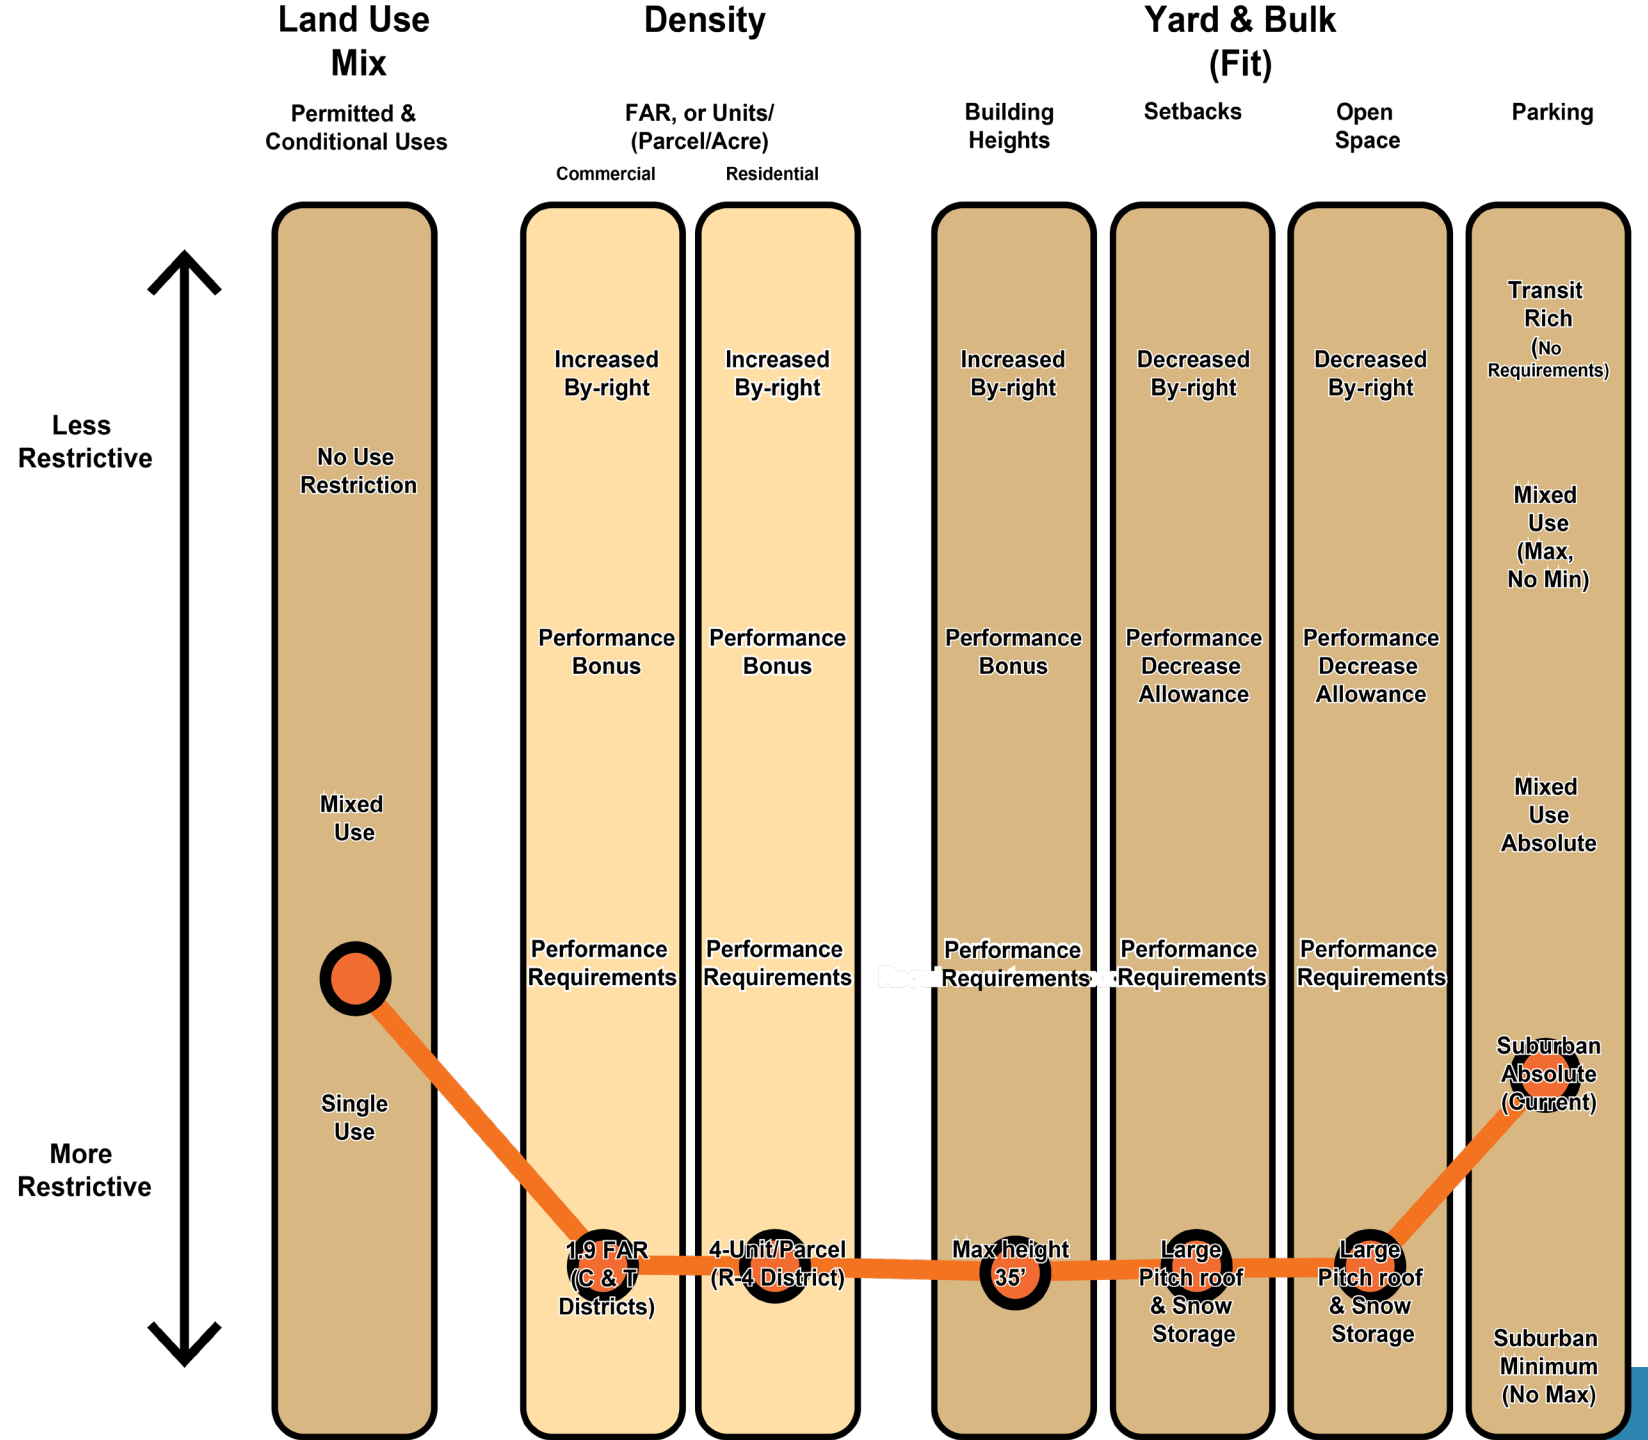 Land Use
Mix
Density
Yard & Bulk
(Fit)
Permitted &
Conditional Uses
FAR, or Units/
(Parcel/Acre)
Commercial
Residential
Building
Heights
Setbacks
Open
Space
Parking
Less
Restrictive
More
Restrictive
No Use
Restriction
Mixed
Use
Single
Use
Increased
By-right
Performance
Bonus
Performance
Requirements
1.9 FAR
(C & T
Districts)
Increased
By-right
Performance
Bonus
Performance
Requirements
4-Unit/Parcel
(R-4 District)
Increased
By-right
Performance
Bonus
Performance
Requirements
Max height
35’
Decreased
By-right
Performance
Decrease
Allowance
Performance
Requirements
Large
Pitch roof
& Snow
Storage
Decreased
By-right
Performance
Decrease
Allowance
Performance
Requirements
Large
Pitch roof
& Snow
Storage
Transit
Rich
(No
Requirements)
Mixed
Use
(Max,
No Min)
Mixed
Use
Absolute
Suburban
Absolute
(Current)
Suburban
Minimum
(No Max)